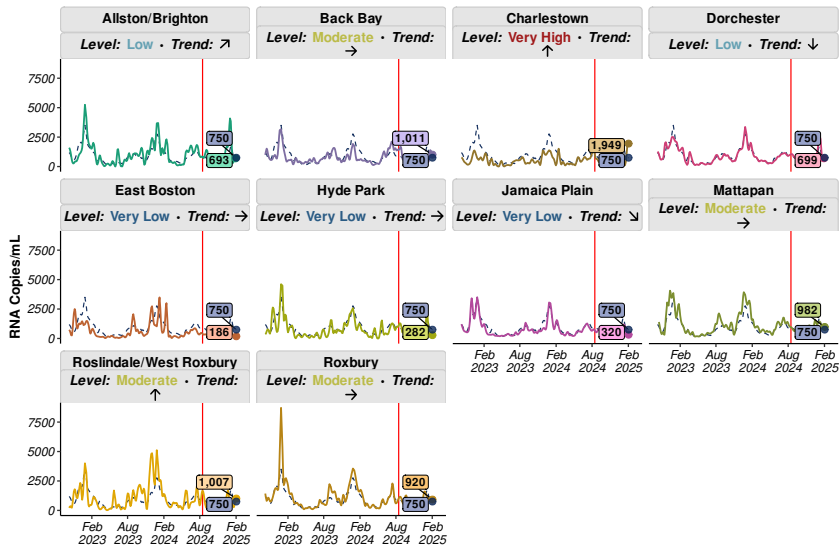 Allston/Brighton
Level: Low • Trend: ↗
Back Bay
Level: Moderate • Trend:
→
Charlestown
Level: Very High • Trend:
↑
Dorchester
Level: Low • Trend: ↓
7500
5000
2500
0
750
693
1,011
750
1,949
750
750
699
East Boston
Level: Very Low • Trend: →
Hyde Park
Level: Very Low • Trend: →
Jamaica Plain
Level: Very Low • Trend: ↘
Mattapan
Level: Moderate • Trend:
→
RNA Copies/mL
7500
5000
2500
0
750
186
750
282
750
320
982
750
Feb
2023
Aug
2023
Feb
2024
Aug
2024
Feb
2025
Feb
2023
Aug
2023
Feb
2024
Aug
2024
Feb
2025
Roslindale/West Roxbury
Level: Moderate • Trend:
↑
Roxbury
Level: Moderate • Trend:
→
7500
5000
2500
0
1,007
750
920
750
Feb
2023
Aug
2023
Feb
2024
Aug
2024
Feb
2025
Feb
2023
Aug
2023
Feb
2024
Aug
2024
Feb
2025